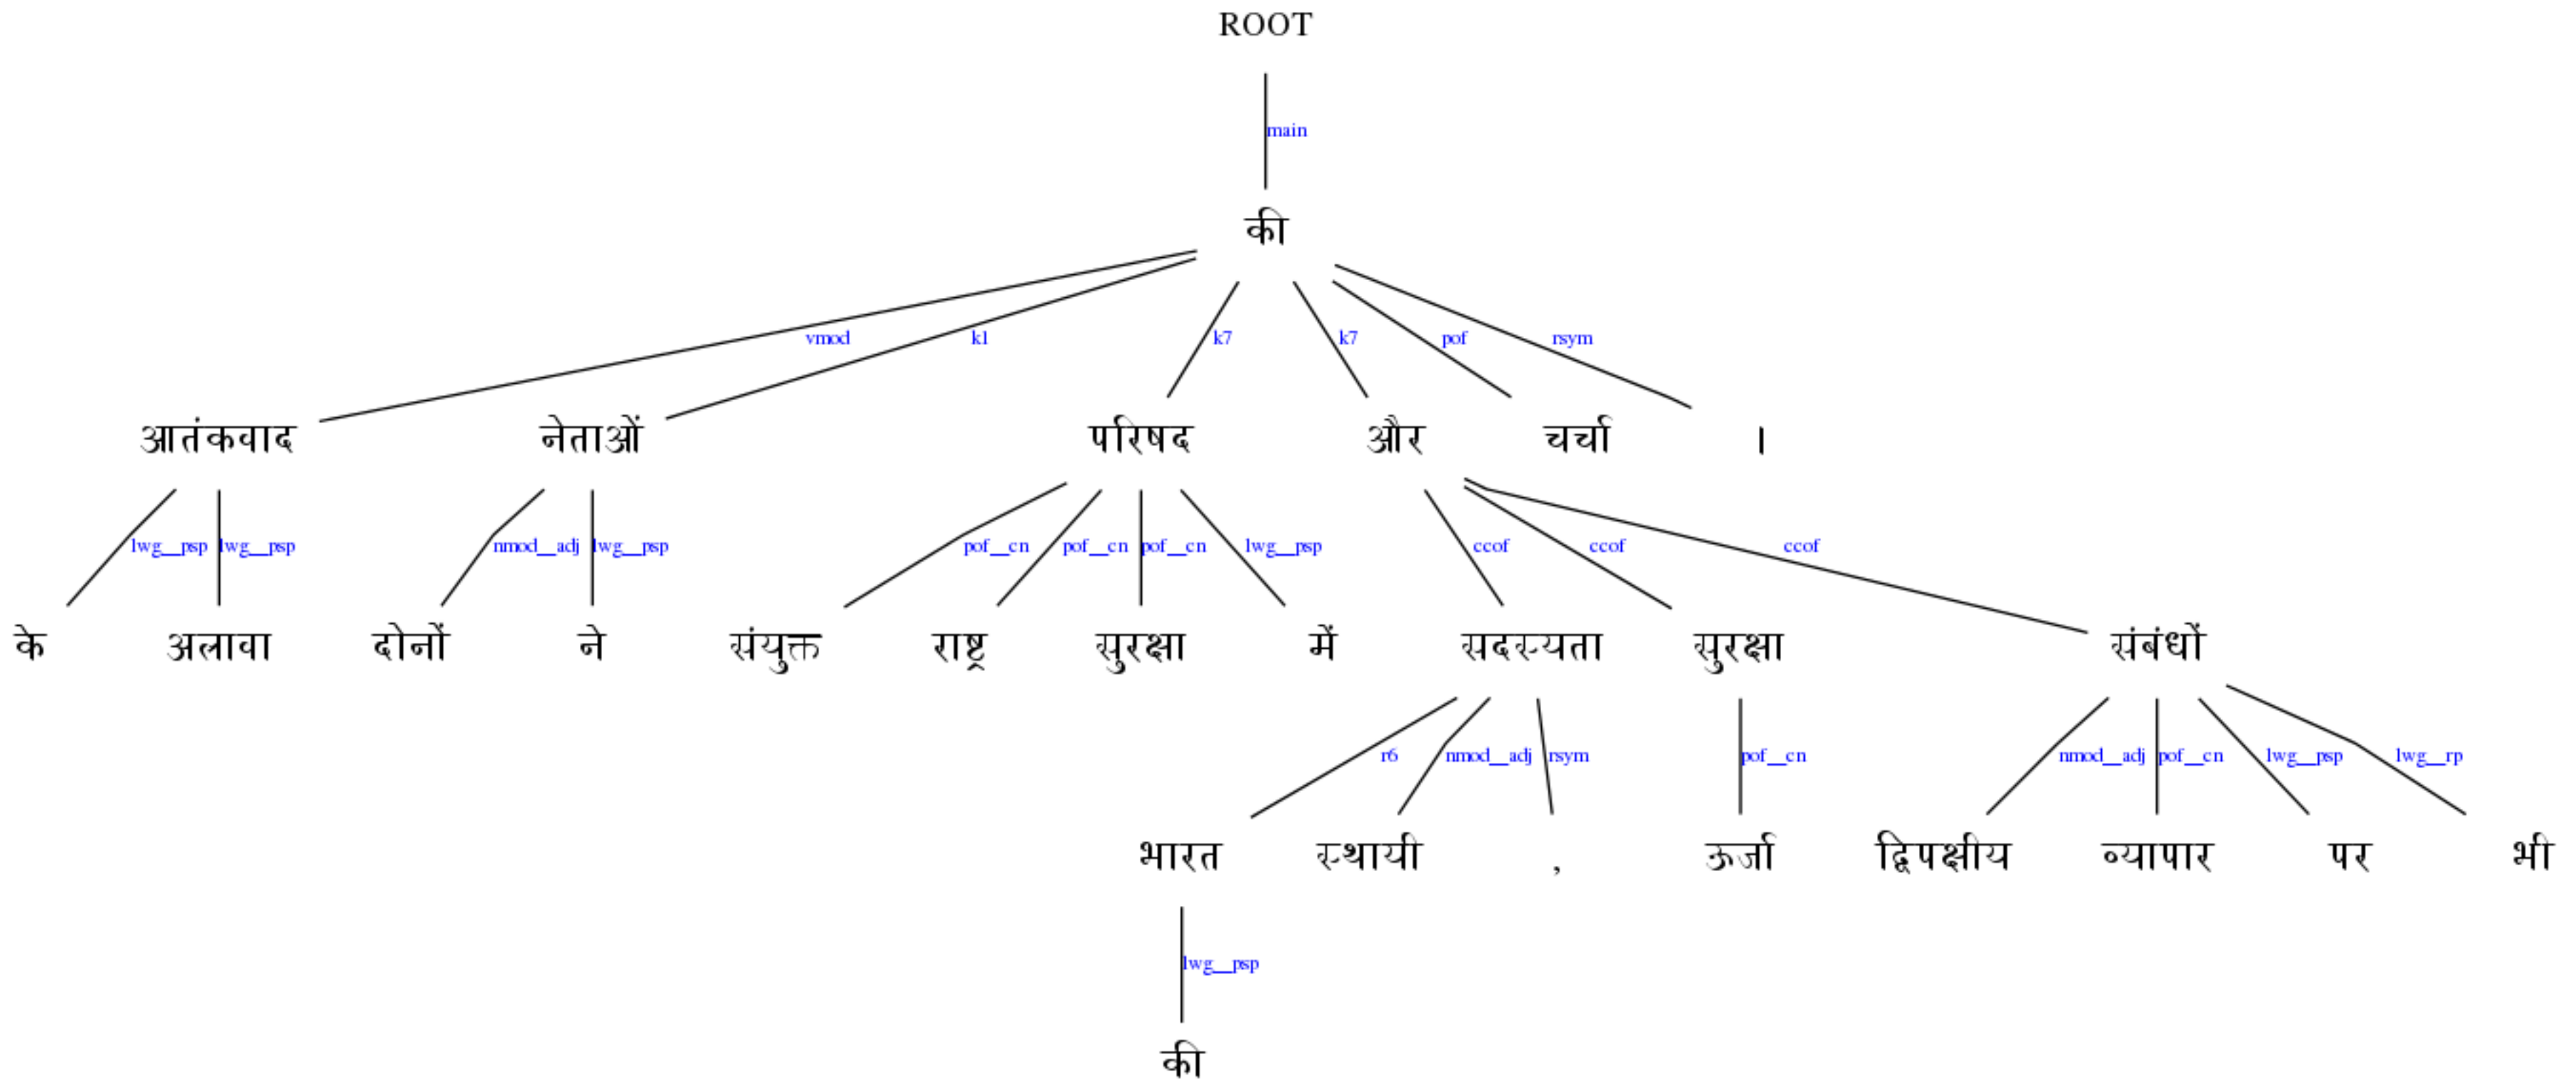 ROOT
main
की
vmod k1 k7 k7 pof rsym
आतंकवाद नेताओं परिषद और चर्चा ।
lwg__psp lwg__psp nmod__adj lwg__psp pof__cn pof__cn pof__cn lwg__psp ccof ccof ccof
के अलावा दोनों ने संयुक्त राष्ट्र सुरक्षा में सदस्यता सुरक्षा संबंधों
r6 nmod__adj rsym pof__cn nmod__adj pof__cn lwg__psp lwg__rp
भारत स्थायी , ऊर्जा द्विपक्षीय व्यापार पर भी
lwg__psp
की